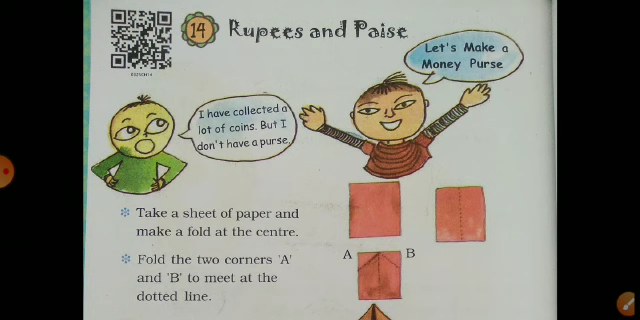 14 Rupees and Paise
Let's Make a
Money Purse
I have collected a
lot of coins. But I
don't have a purse.
❇ Take a sheet of paper and
make a fold at the centre.
A B
❇ Fold the two corners 'A'
and 'B' to meet at the
dotted line.